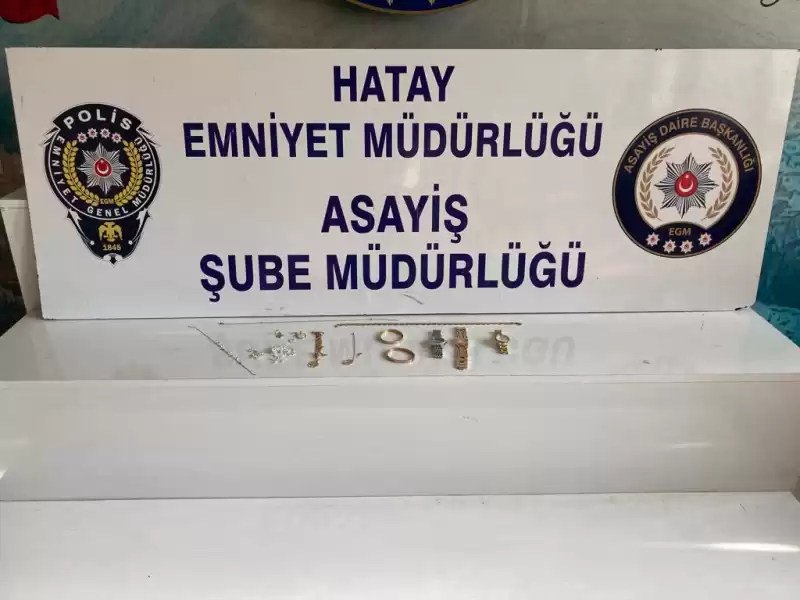 HATAY
EMNİYET MÜDÜRLÜĞÜ
ASAYİŞ
ŞUBE MÜDÜRLÜĞÜ
POLİS
EMNİYET GENEL MÜDÜRLÜĞÜ
EGM
1845
ASAYİŞ DAİRE BAŞKANLIĞI
EGM